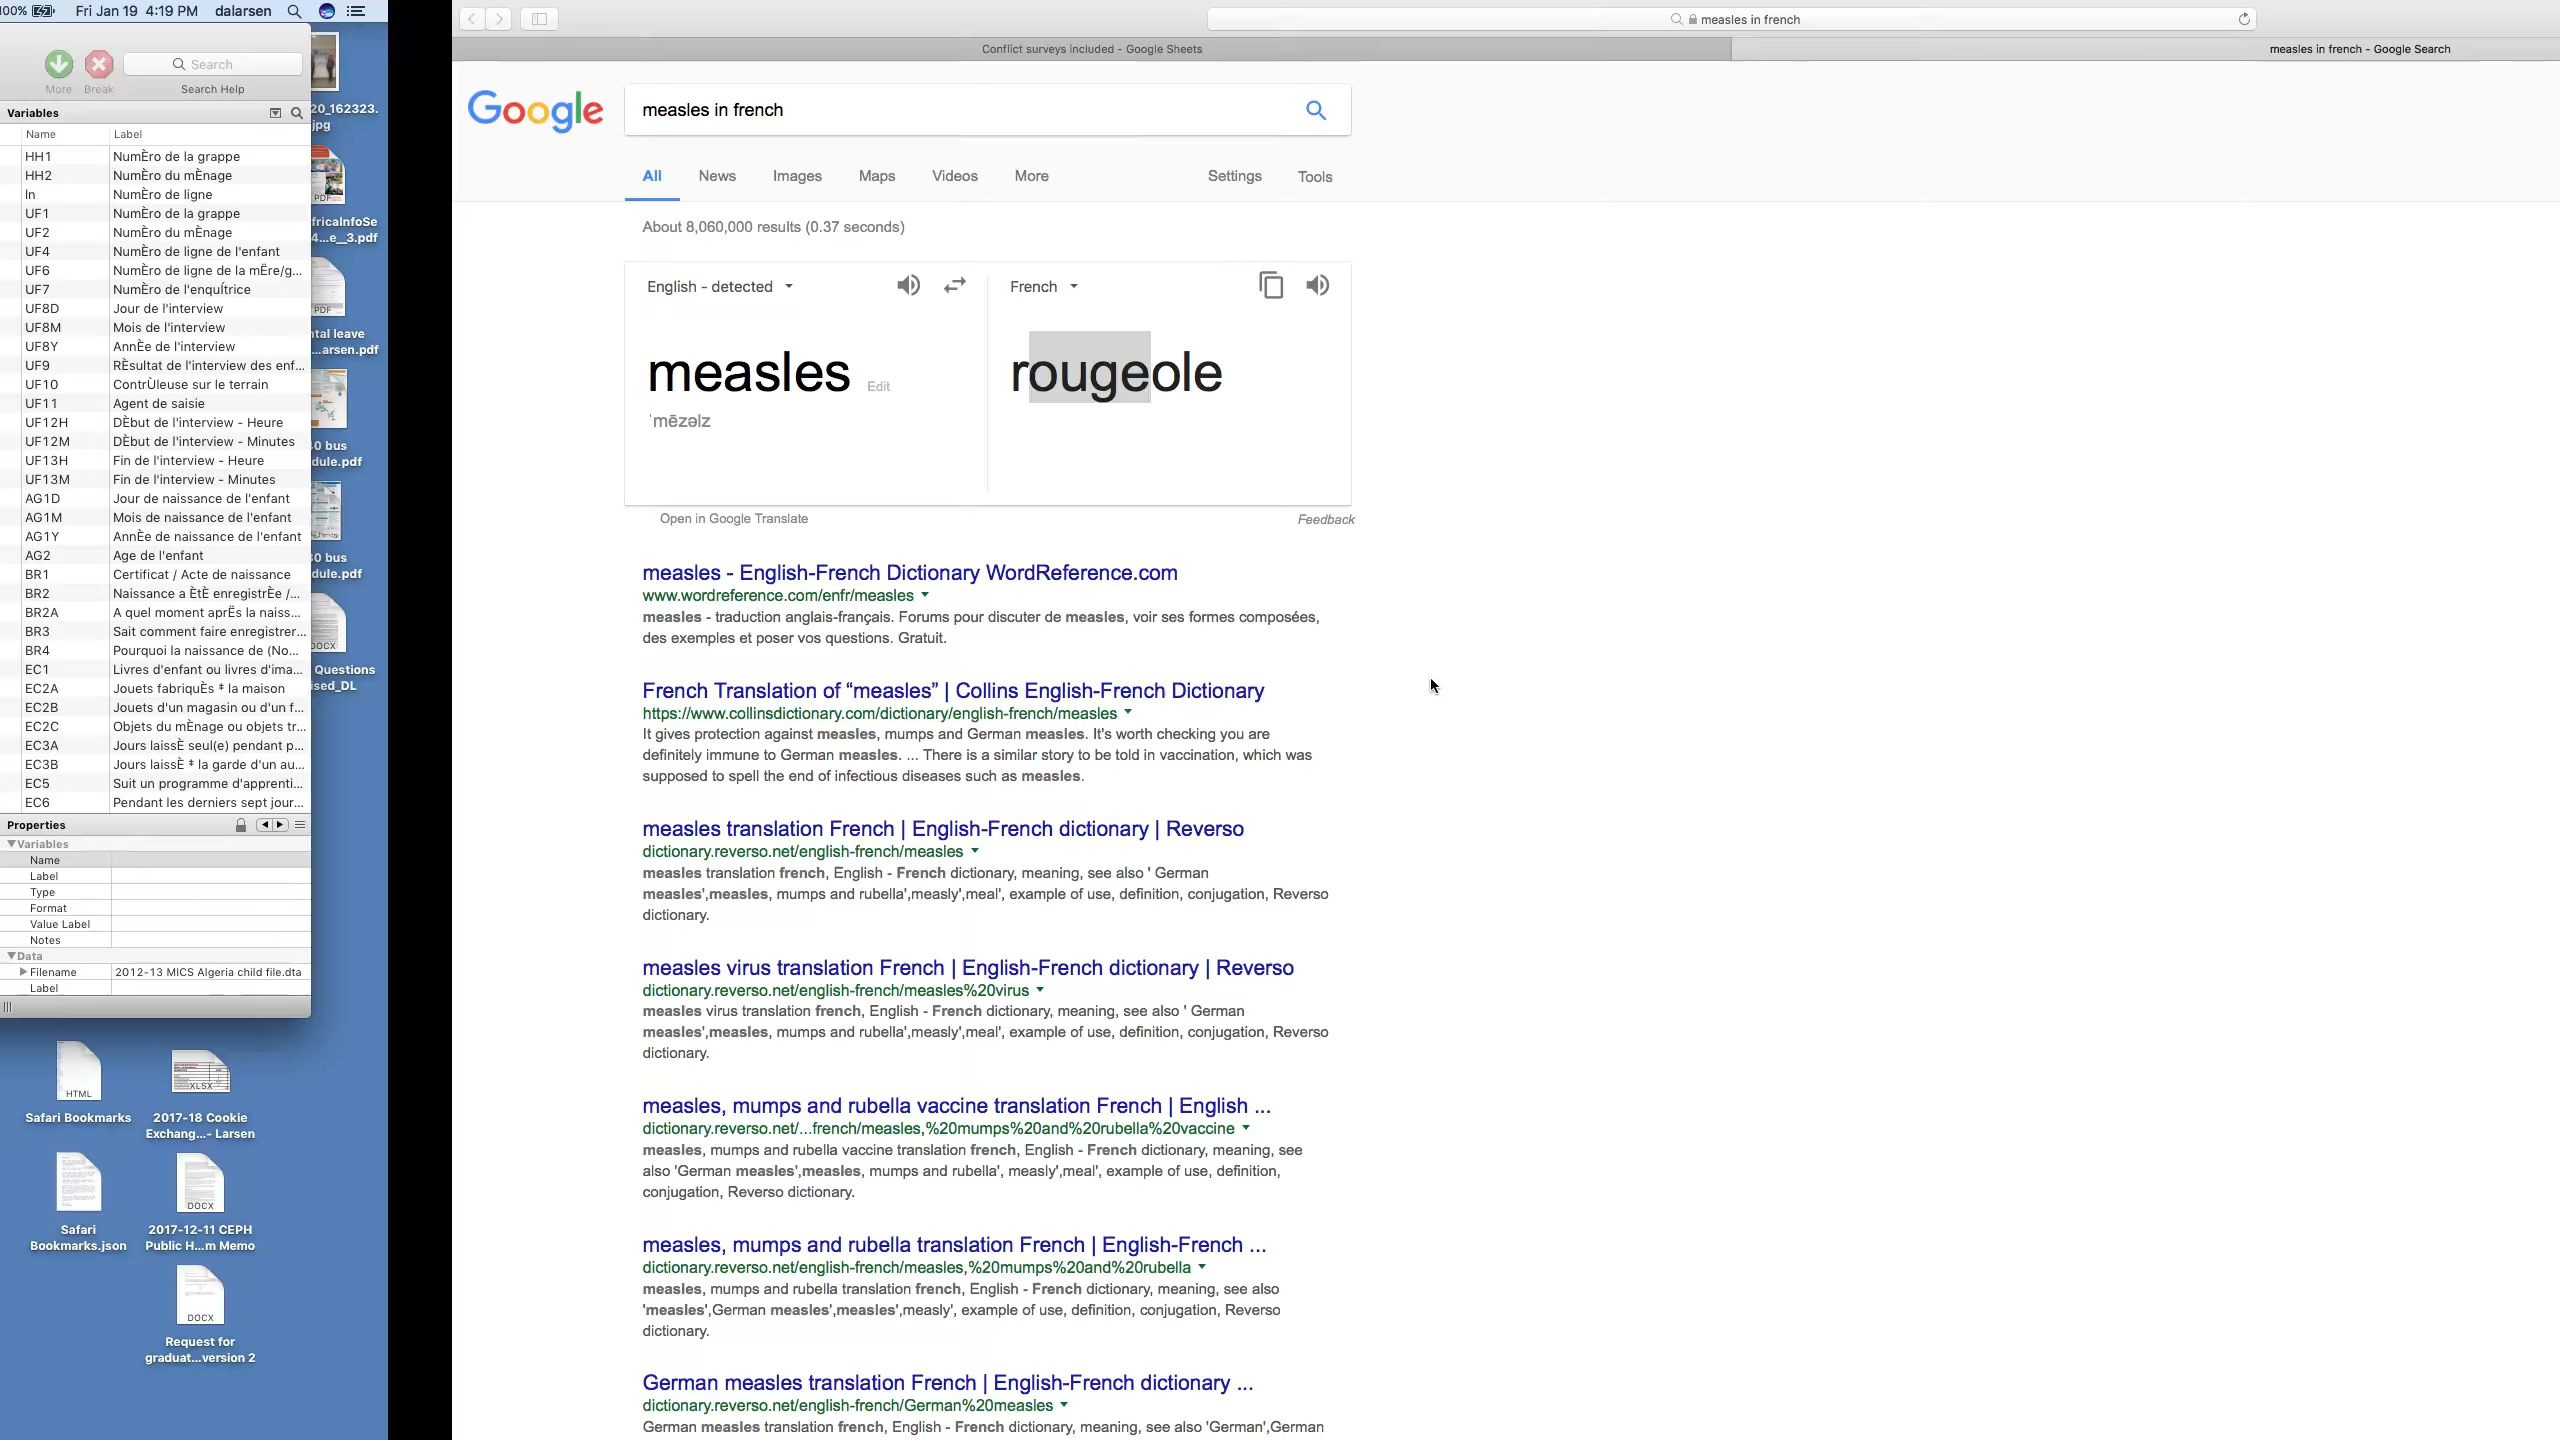 100% Fri Jan 19 4:19 PM dalarsen
More Break Search Search Help
Variables
Name Label
HH1 NumÈro de la grappe
HH2 NumÈro du mÈnage
ln NumÈro de ligne
UF1 NumÈro de la grappe
UF2 NumÈro du mÈnage
UF4 NumÈro de ligne de l'enfant
UF6 NumÈro de ligne de la mËre/g...
UF7 NumÈro de l'enquÍtrice
UF8D Jour de l'interview
UF8M Mois de l'interview
UF8Y AnnÈe de l'interview
UF9 RÈsultat de l'interview des enf...
UF10 ContrÙleuse sur le terrain
UF11 Agent de saisie
UF12H DÈbut de l'interview - Heure
UF12M DÈbut de l'interview - Minutes
UF13H Fin de l'interview - Heure
UF13M Fin de l'interview - Minutes
AG1D Jour de naissance de l'enfant
AG1M Mois de naissance de l'enfant
AG1Y AnnÈe de naissance de l'enfant
AG2 Age de l'enfant
BR1 Certificat / Acte de naissance
BR2 Naissance a ÈtÈ enregistrÈe /...
BR2A A quel moment aprËs la naiss...
BR3 Sait comment faire enregistrer...
BR4 Pourquoi la naissance de (No...
EC1 Livres d'enfant ou livres d'ima...
EC2A Jouets fabriquÈs ‡ la maison
EC2B Jouets d'un magasin ou d'un f...
EC2C Objets du mÈnage ou objets tr...
EC3A Jours laissÈ seul(e) pendant p...
EC3B Jours laissÈ ‡ la garde d'un au...
EC5 Suit un programme d'apprenti...
EC6 Pendant les derniers sept jour...
Properties
Variables
Name
Label
Type
Format
Value Label
Notes
Data
Filename 2012-13 MICS Algeria child file.dta
Label
20_162323.
jpg
PDF
fricaInfoSe
4...e__3.pdf
PDF
ntal leave
...arsen.pdf
40 bus
dule.pdf
30 bus
dule.pdf
DOCX
Questions
ised_DL
HTML
Safari Bookmarks
XLSX
2017-18 Cookie
Exchang...- Larsen
Safari
Bookmarks.json
DOCX
2017-12-11 CEPH
Public H...m Memo
DOCX
Request for
graduat...version 2
measles in french
Conflict surveys included - Google Sheets
measles in french - Google Search
Google measles in french
All News Images Maps Videos More Settings Tools
About 8,060,000 results (0.37 seconds)
English - detected French
measles Edit rougeole
ˈmēzəlz
Open in Google Translate Feedback
measles - English-French Dictionary WordReference.com
www.wordreference.com/enfr/measles
measles - traduction anglais-français. Forums pour discuter de measles, voir ses formes composées,
des exemples et poser vos questions. Gratuit.
French Translation of “measles” | Collins English-French Dictionary
https://www.collinsdictionary.com/dictionary/english-french/measles
It gives protection against measles, mumps and German measles. It's worth checking you are
definitely immune to German measles. ... There is a similar story to be told in vaccination, which was
supposed to spell the end of infectious diseases such as measles.
measles translation French | English-French dictionary | Reverso
dictionary.reverso.net/english-french/measles
measles translation french, English - French dictionary, meaning, see also ' German
measles',measles, mumps and rubella',measly',meal', example of use, definition, conjugation, Reverso
dictionary.
measles virus translation French | English-French dictionary | Reverso
dictionary.reverso.net/english-french/measles%20virus
measles virus translation french, English - French dictionary, meaning, see also ' German
measles',measles, mumps and rubella',measly',meal', example of use, definition, conjugation, Reverso
dictionary.
measles, mumps and rubella vaccine translation French | English ...
dictionary.reverso.net/...french/measles,%20mumps%20and%20rubella%20vaccine
measles, mumps and rubella vaccine translation french, English - French dictionary, meaning, see
also 'German measles',measles, mumps and rubella', measly',meal', example of use, definition,
conjugation, Reverso dictionary.
measles, mumps and rubella translation French | English-French ...
dictionary.reverso.net/english-french/measles,%20mumps%20and%20rubella
measles, mumps and rubella translation french, English - French dictionary, meaning, see also
'measles',German measles',measles',measly', example of use, definition, conjugation, Reverso
dictionary.
German measles translation French | English-French dictionary ...
dictionary.reverso.net/english-french/German%20measles
German measles translation french, English - French dictionary, meaning, see also 'German',German